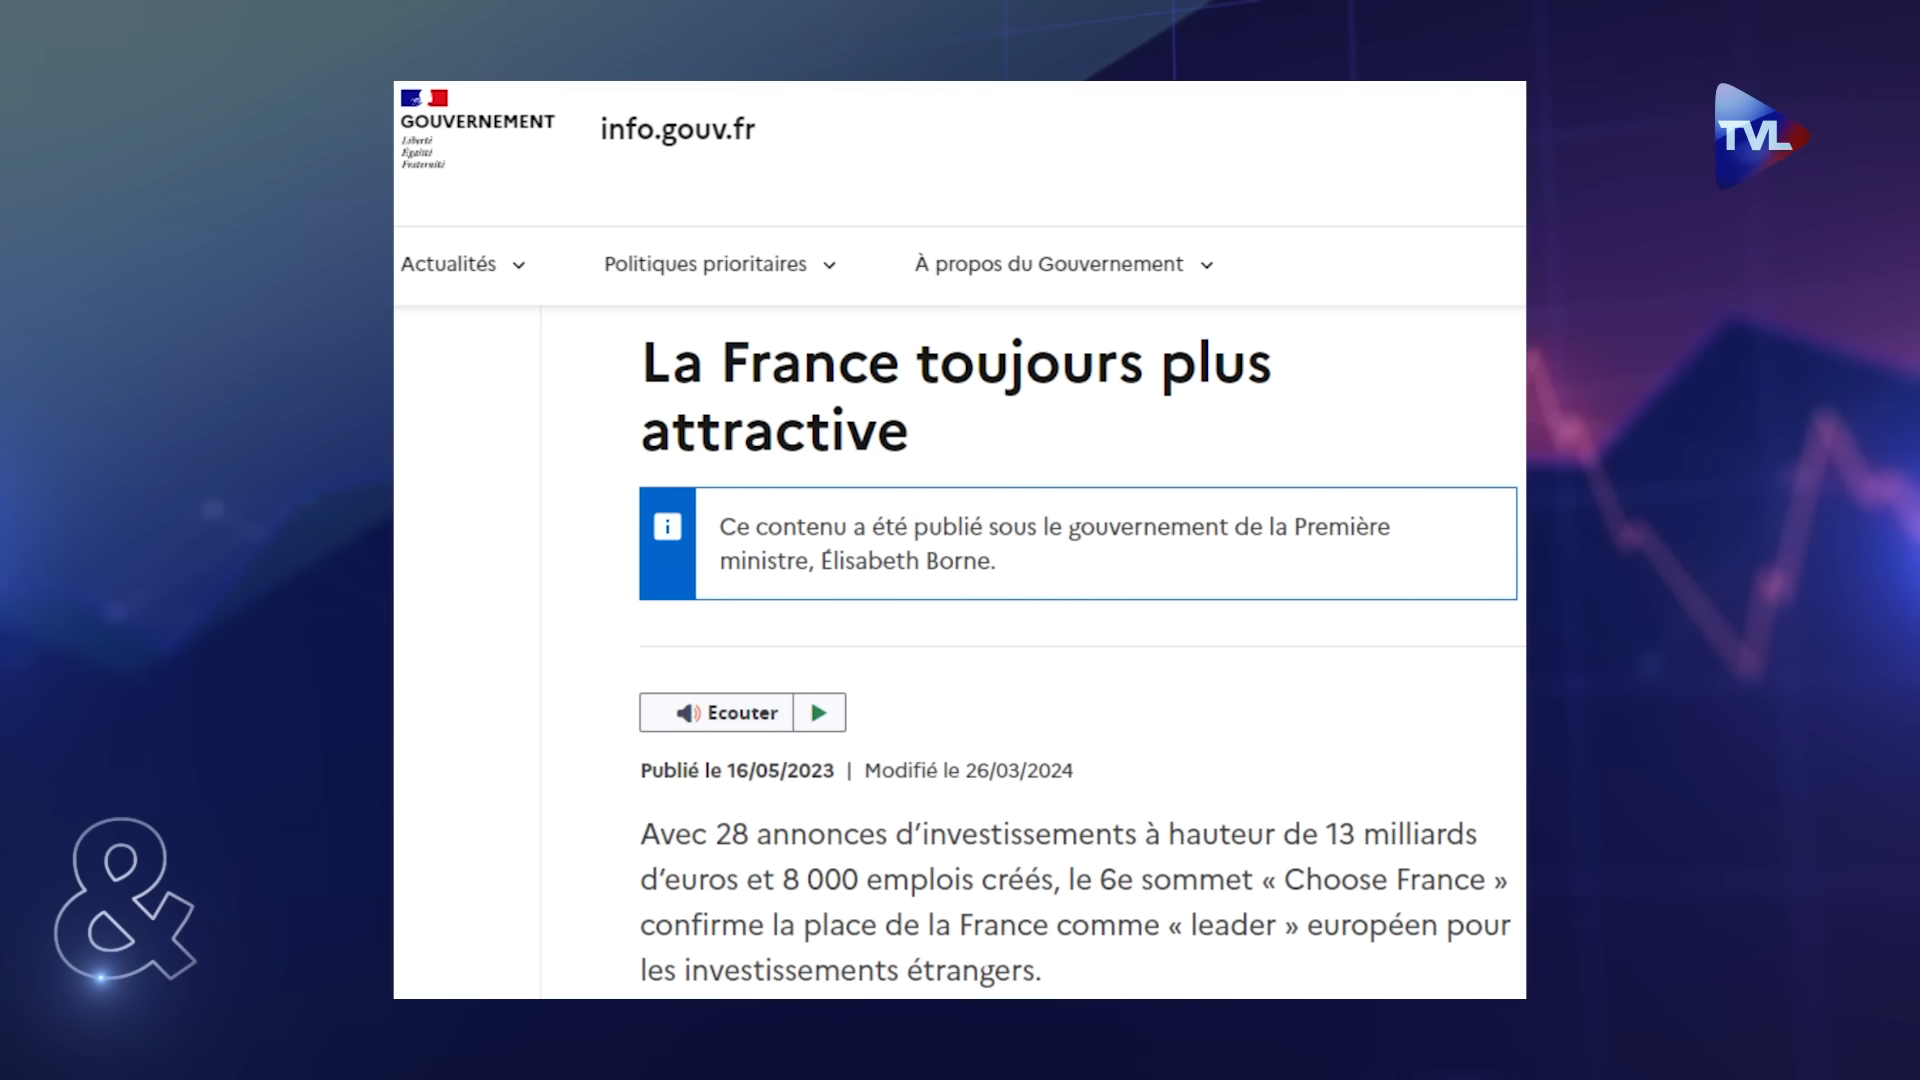 GOUVERNEMENT
Liberté
Égalité
Fraternité
info.gouv.fr
TVL
Actualités
Politiques prioritaires
À propos du Gouvernement
La France toujours plus
attractive
i
Ce contenu a été publié sous le gouvernement de la Première
ministre, Élisabeth Borne.
Ecouter
Publié le 16/05/2023 | Modifié le 26/03/2024
Avec 28 annonces d’investissements à hauteur de 13 milliards
d’euros et 8 000 emplois créés, le 6e sommet « Choose France »
confirme la place de la France comme « leader » européen pour
les investissements étrangers.
&